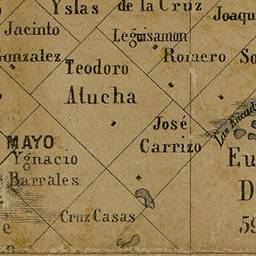 Yslas de la Cruz
Joaqu
Jacinto
Leguisamon
Gonzalez
Romero
So
Teodoro
Atucha
José
Carrizo
MAYO
Ygnacio
Barrales
Eu
D
Cruz Casas
59
e
a